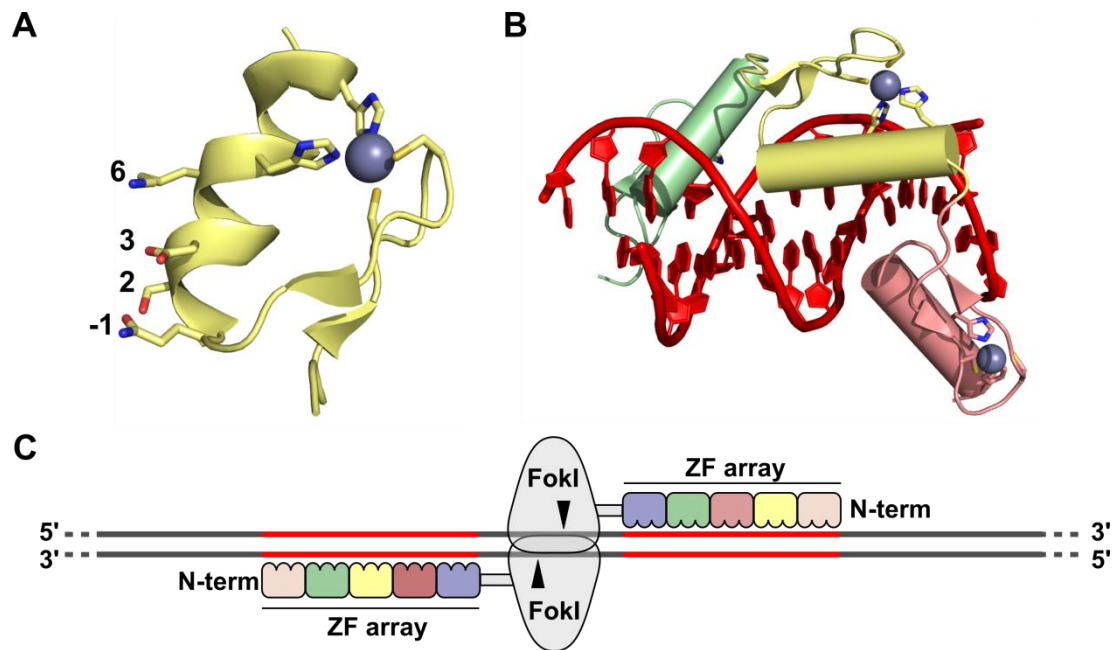 A
B
6
3
2
-1
C
FokI
ZF array
N-term
5'
3'
3'
5'
N-term
FokI
ZF array